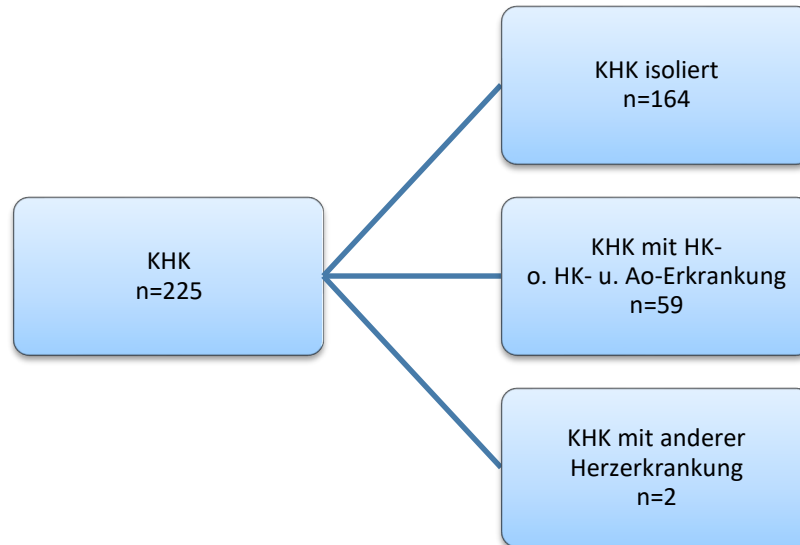 KHK
n=225
KHK isoliert
n=164
KHK mit HK-
o. HK- u. Ao-Erkrankung
n=59
KHK mit anderer
Herzerkrankung
n=2